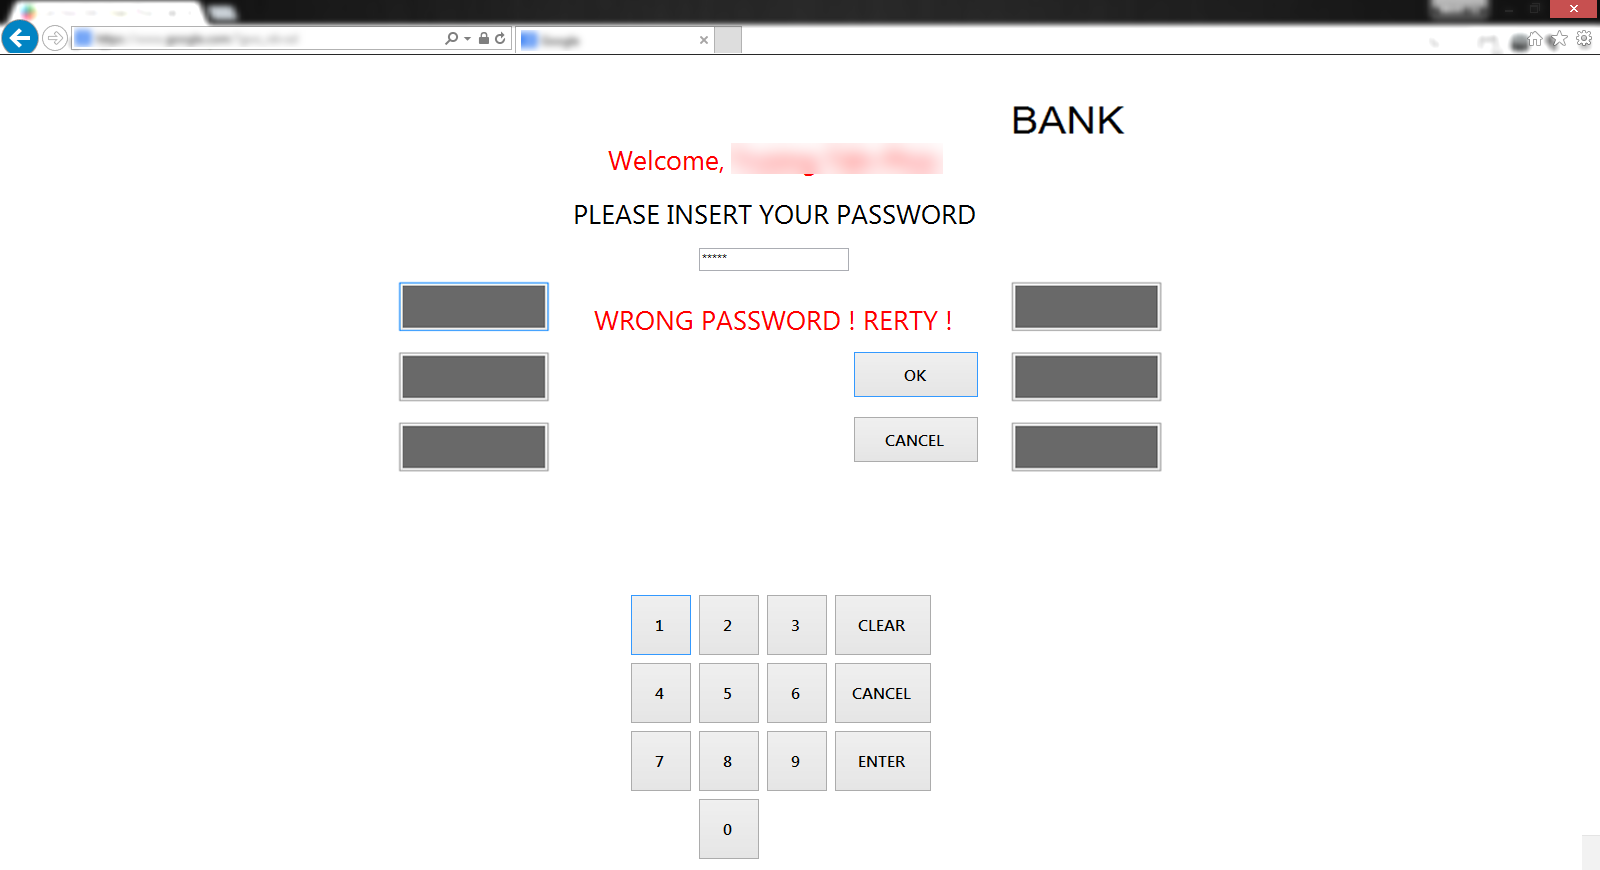 BANK
Welcome,
PLEASE INSERT YOUR PASSWORD
*****
WRONG PASSWORD ! RERTY !
OK
CANCEL
1 2 3 CLEAR
4 5 6 CANCEL
7 8 9 ENTER
0